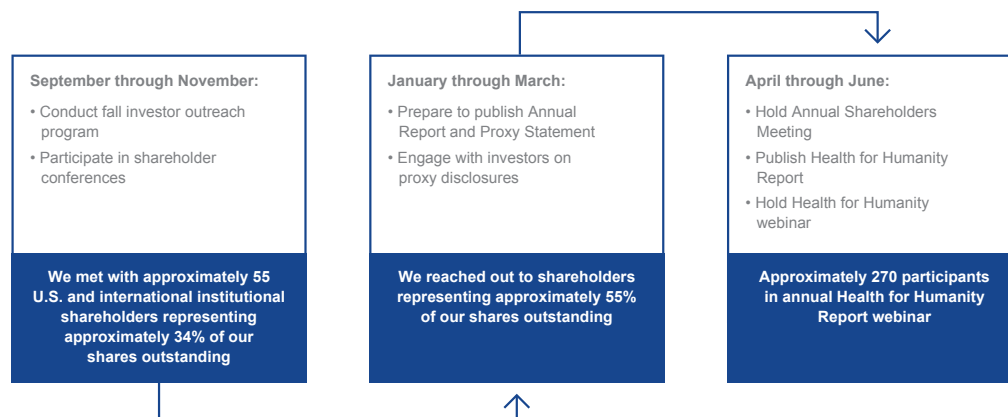 September through November:
• Conduct fall investor outreach
program
• Participate in shareholder
conferences
We met with approximately 55
U.S. and international institutional
shareholders representing
approximately 34% of our
shares outstanding
January through March:
• Prepare to publish Annual
Report and Proxy Statement
• Engage with investors on
proxy disclosures
We reached out to shareholders
representing approximately 55%
of our shares outstanding
April through June:
• Hold Annual Shareholders
Meeting
• Publish Health for Humanity
Report
• Hold Health for Humanity
webinar
Approximately 270 participants
in annual Health for Humanity
Report webinar